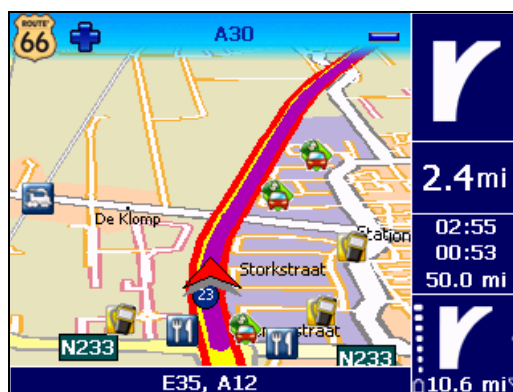 ROUTE
66
A30
2.4mi
De Klomp
Station
02:55
00:53
50.0 mi
Storkstraat
23
straat
N233
N233
10.6 mi
E35, A12